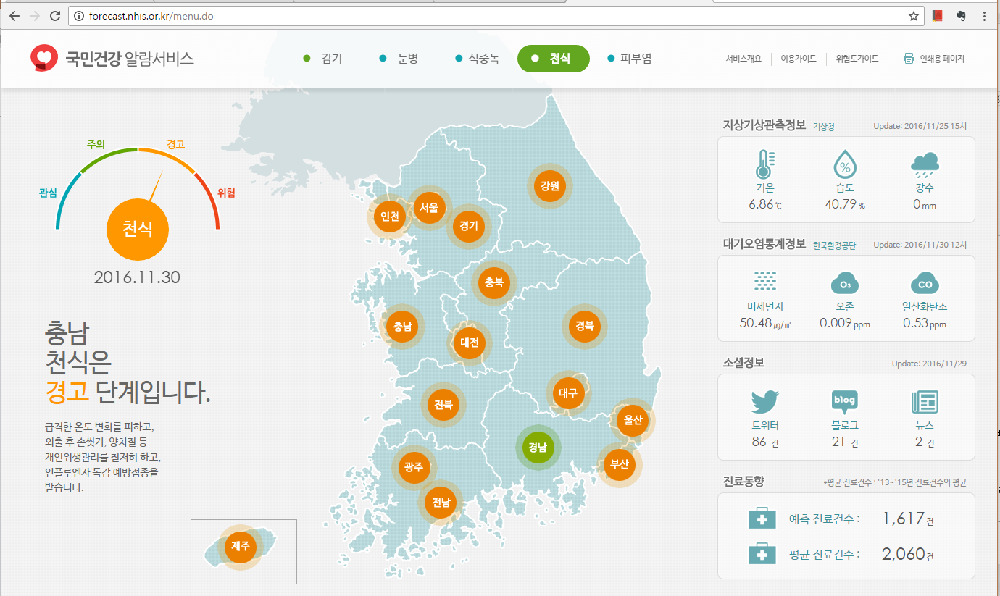 forecast.nhis.or.kr/menu.do
국민건강 알람서비스
감기
눈병
식중독
천식
피부염
서비스개요
이용가이드
위험도가이드
인쇄용 페이지
관심
주의
경고
위험
천식
2016.11.30
충남
천식은
경고 단계입니다.
급격한 온도 변화를 피하고,
외출 후 손씻기, 양치질 등
개인위생관리를 철저히 하고,
인플루엔자 독감 예방접종을
받습니다.
강원
서울
인천
경기
충북
충남
경북
대전
대구
전북
울산
경남
부산
광주
전남
제주
지상기상관측정보 기상청 Update: 2016/11/25 15시
기온
6.86 ℃
습도
40.79 %
강수
0 mm
대기오염통계정보 한국환경공단 Update: 2016/11/30 12시
미세먼지
50.48 ㎍/㎥
O₃
오존
0.009 ppm
CO
일산화탄소
0.53 ppm
소셜정보 Update: 2016/11/29
트위터
86 건
blog
블로그
21 건
뉴스
2 건
진료동향 *평균 진료건수 : '13~'15년 진료건수의 평균
예측 진료건수 : 1,617 건
평균 진료건수 : 2,060 건